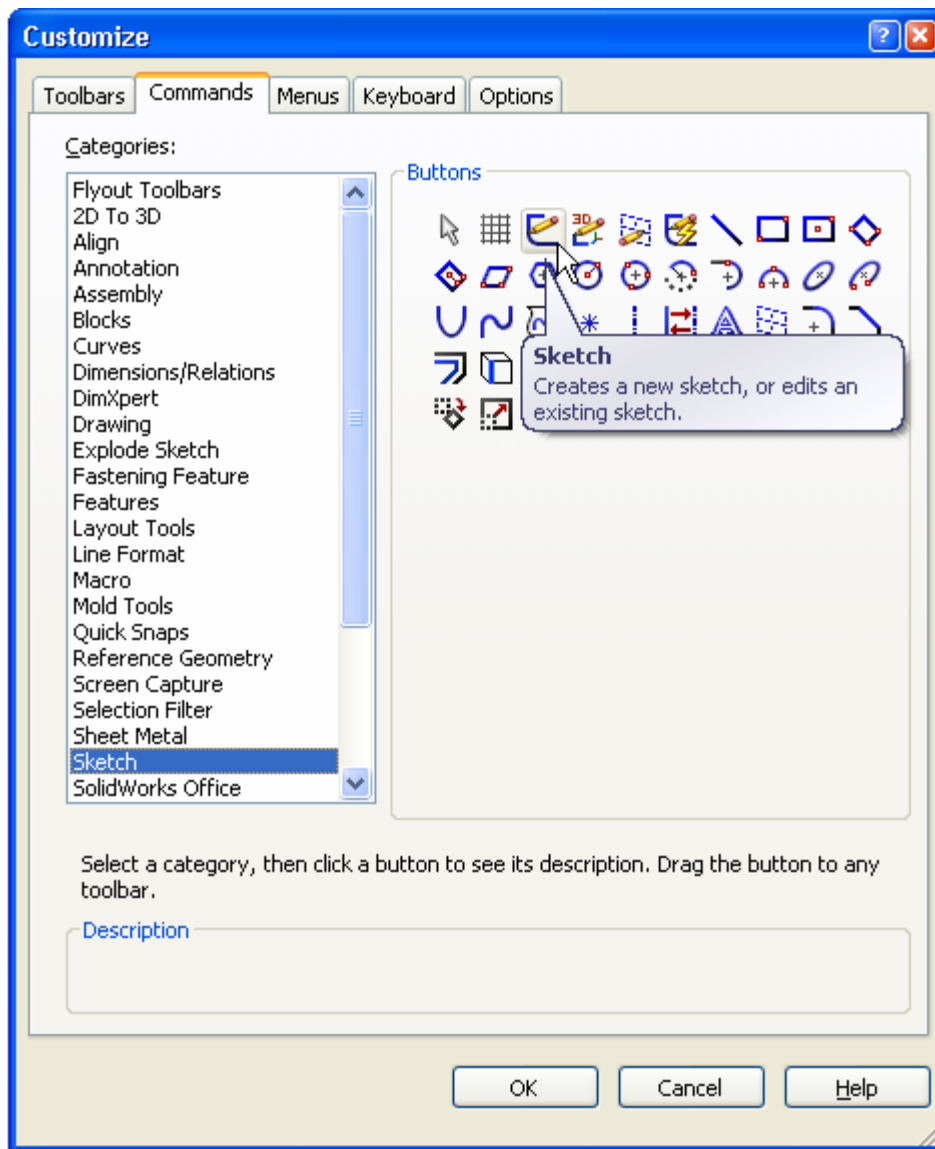 Customize
Toolbars Commands Menus Keyboard Options
Categories:
Flyout Toolbars
2D To 3D
Align
Annotation
Assembly
Blocks
Curves
Dimensions/Relations
DimXpert
Drawing
Explode Sketch
Fastening Feature
Features
Layout Tools
Line Format
Macro
Mold Tools
Quick Snaps
Reference Geometry
Screen Capture
Selection Filter
Sheet Metal
Sketch
SolidWorks Office
Buttons
3D
Sketch
Creates a new sketch, or edits an
existing sketch.
Select a category, then click a button to see its description. Drag the button to any
toolbar.
Description
OK Cancel Help